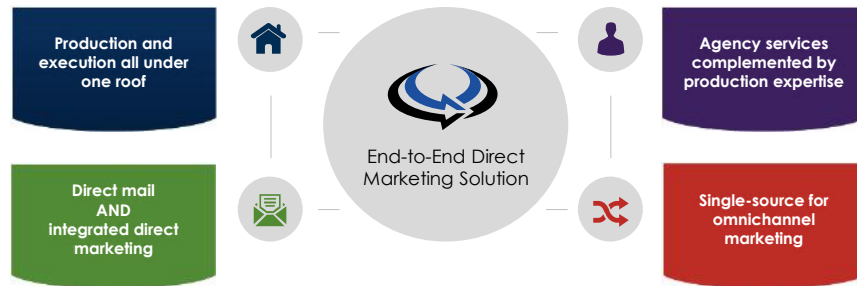 Production and
execution all under
one roof
Direct mail
AND
integrated direct
marketing
End-to-End Direct
Marketing Solution
Agency services
complemented by
production expertise
Single-source for
omnichannel
marketing